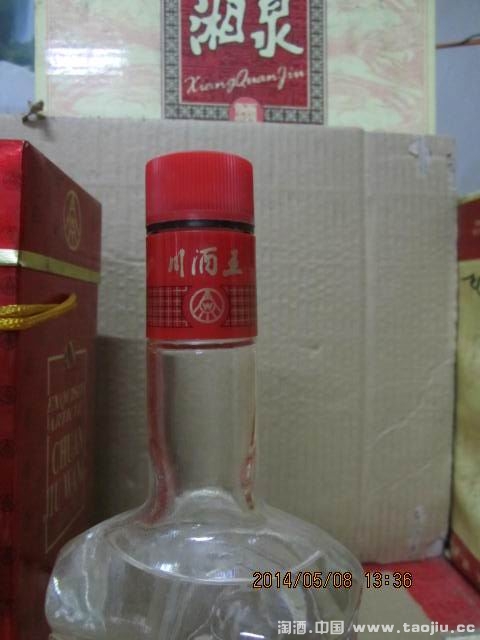 湘泉
XiangQuanJiu
川酒王
W
EXQUISITE
CHUAN
JIU WANG
2014/05/08 13:36
淘酒·中国/www.taojiu.cc